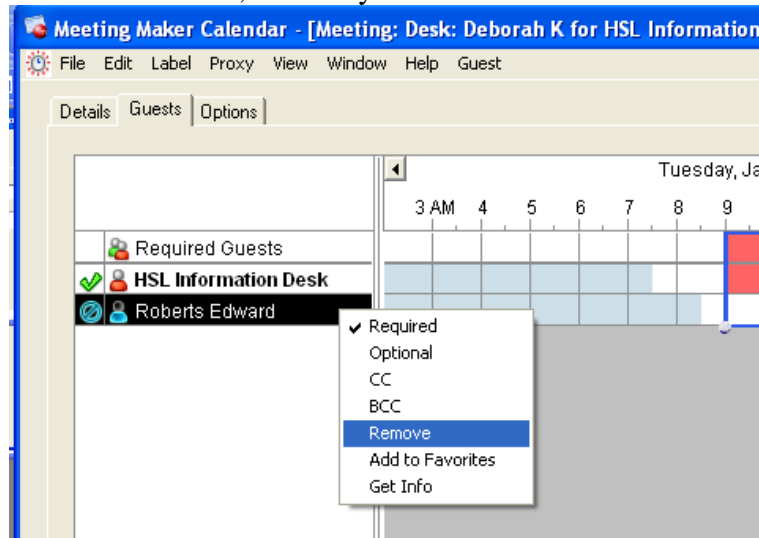 Meeting Maker Calendar - [Meeting: Desk: Deborah K for HSL Information
File Edit Label Proxy View Window Help Guest
Details Guests Options
Tuesday, Ja
3 AM 4 5 6 7 8 9
Required Guests
HSL Information Desk
Roberts Edward
Required
Optional
CC
BCC
Remove
Add to Favorites
Get Info